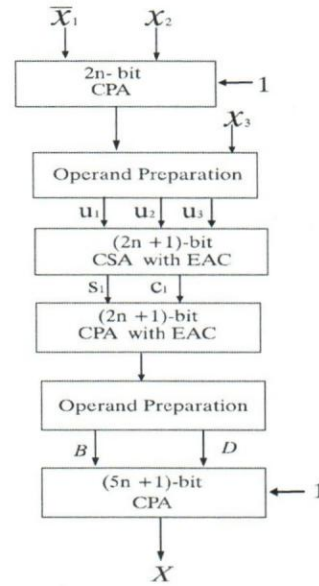 x̅₁ x₂
2n- bit
CPA
1
x₃
Operand Preparation
u₁ u₂ u₃
(2n +1)-bit
CSA with EAC
s₁ c₁
(2n +1)-bit
CPA with EAC
Operand Preparation
B D
(5n +1)-bit
CPA
1
X